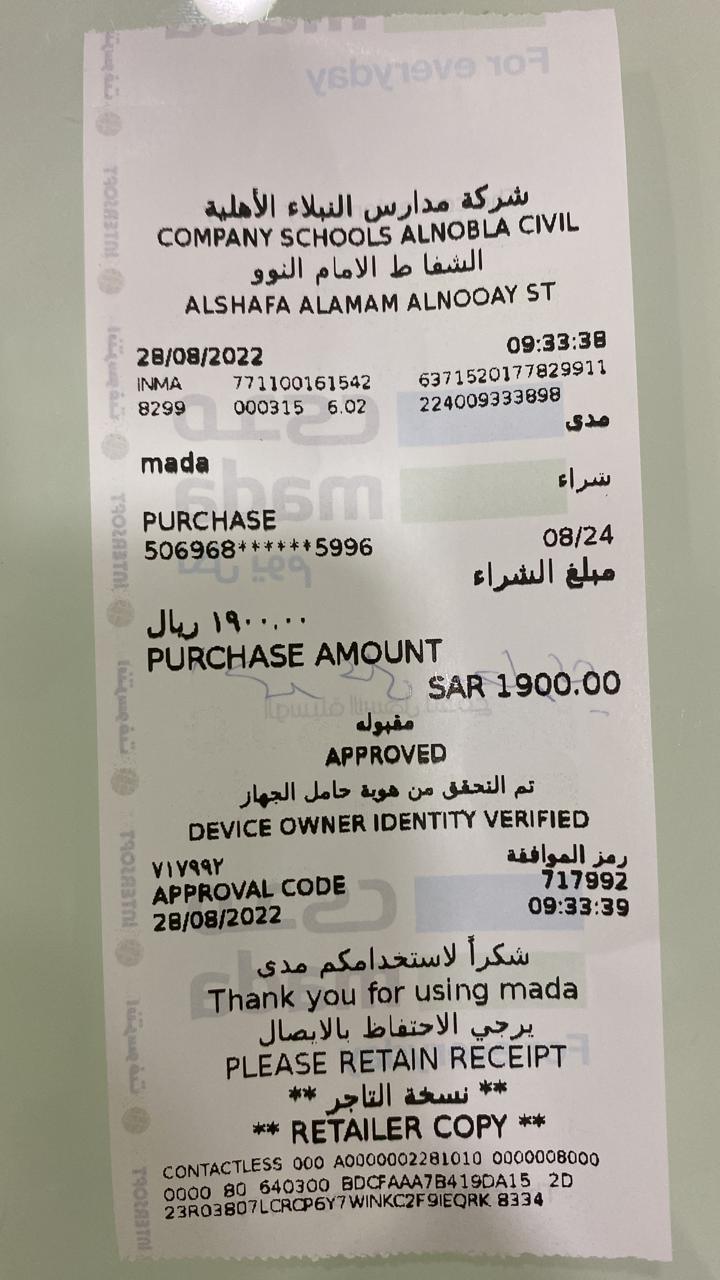 For everyday
شركة مدارس النبلاء الأهلية
COMPANY SCHOOLS ALNOBLA CIVIL
الشفا ط الامام النوو
ALSHAFA ALAMAM ALNOOAY ST
28/08/2022 09:33:38
INMA 771100161542 6371520177829911
8299 000315 6.02 224009333898
مدى
mada
شراء
PURCHASE
506968******5996 08/24
مبلغ الشراء
١٩٠٠.٠٠ ريال
PURCHASE AMOUNT
SAR 1900.00
مقبوله
APPROVED
تم التحقق من هوية حامل الجهاز
DEVICE OWNER IDENTITY VERIFIED
٧١٧٩٩٢ رمز الموافقة
APPROVAL CODE 717992
28/08/2022 09:33:39
شكراً لاستخدامكم مدى
Thank you for using mada
يرجي الاحتفاظ بالايصال
PLEASE RETAIN RECEIPT
** نسخة التاجر **
** RETAILER COPY **
CONTACTLESS 000 A0000002281010 0000008000
0000 80 640300 BDCFAAA7B419DA15 2D
23R03807LCRCP6Y7WINKC2F9IEQRK 8334
INTERSOFT